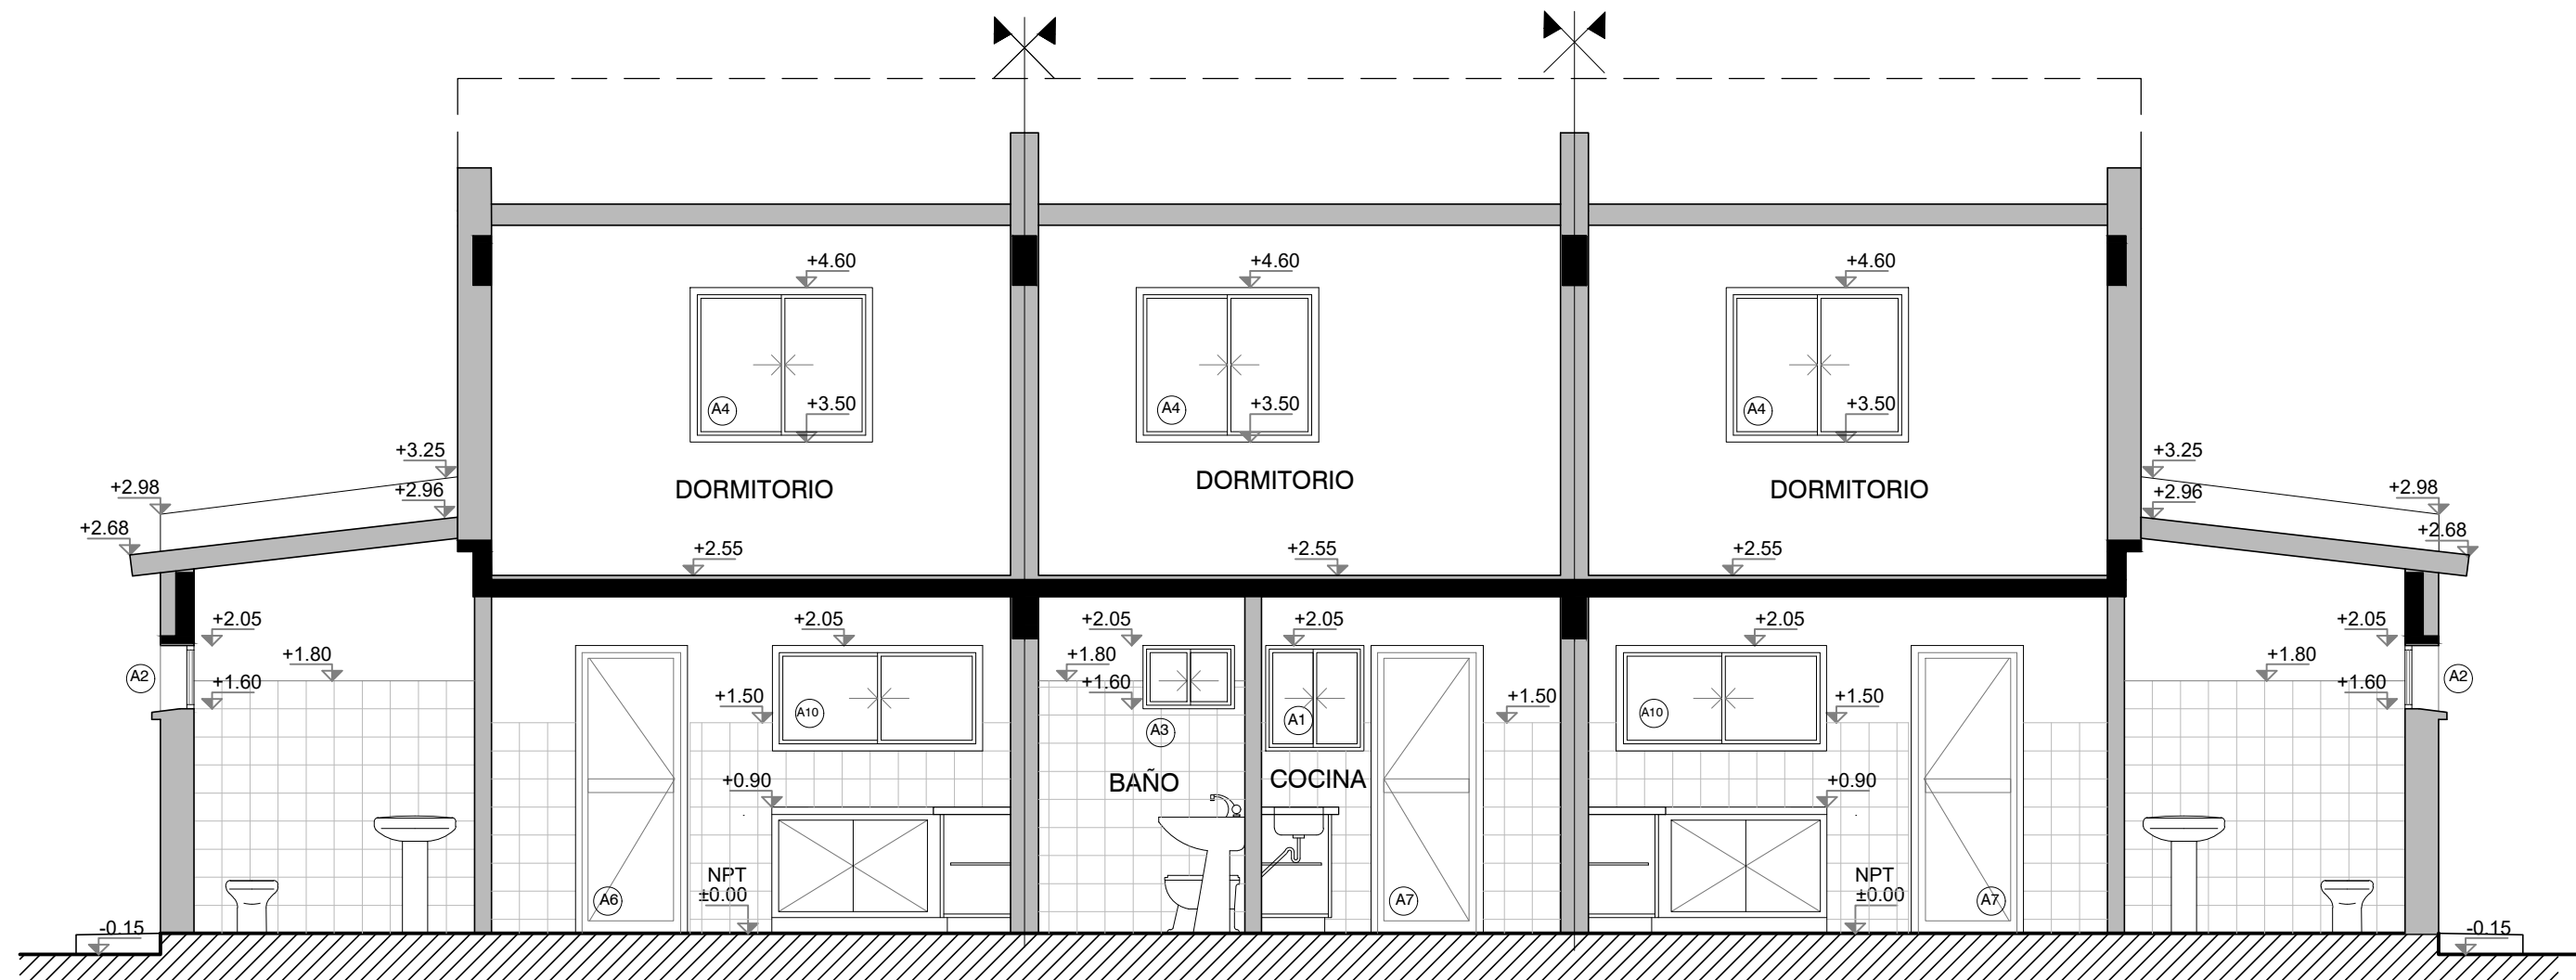 +4.60
+4.60
+4.60
A4
+3.50
A4
+3.50
A4
+3.50
+3.25
+3.25
DORMITORIO
DORMITORIO
DORMITORIO
+2.98
+2.96
+2.96
+2.98
+2.68
+2.68
+2.55
+2.55
+2.55
+2.05
+2.05
+2.05
+2.05
+2.05
+2.05
+1.80
+1.80
+1.80
A2
+1.60
+1.60
+1.60
A2
+1.50
+1.50
+1.50
A10
A3
A1
A10
+0.90
BAÑO
COCINA
+0.90
NPT
±0.00
NPT
±0.00
A6
A7
A7
-0.15
-0.15